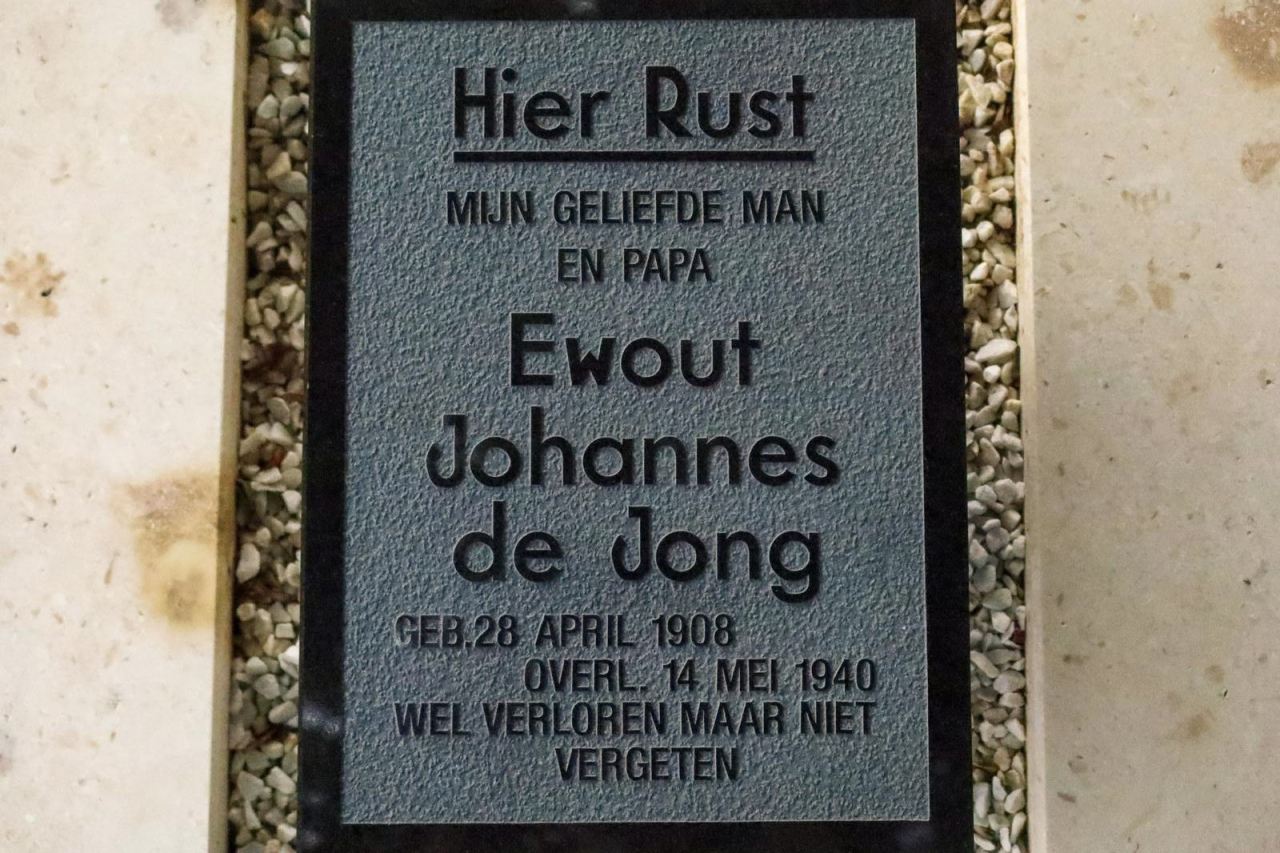 Hier Rust
MIJN GELIEFDE MAN
EN PAPA
Ewout
Johannes
de Jong
GEB.28 APRIL 1908
OVERL. 14 MEI 1940
WEL VERLOREN MAAR NIET
VERGETEN